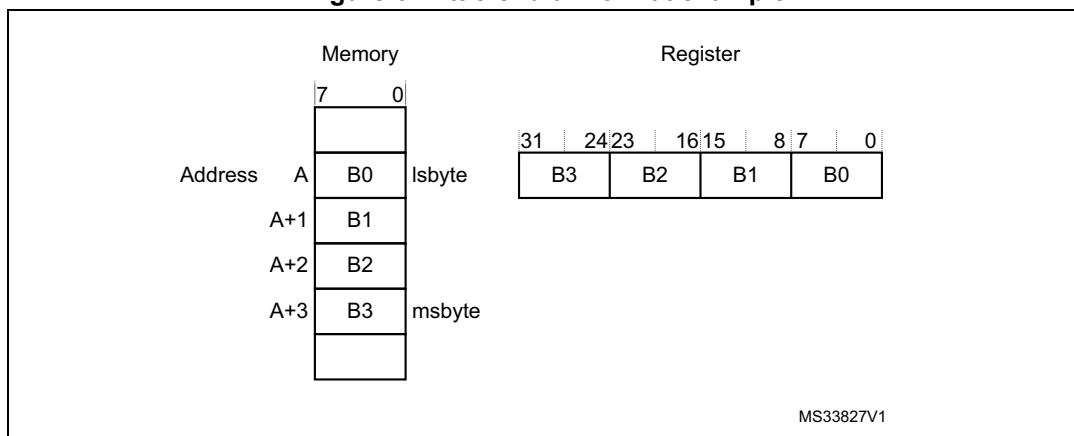 Memory Register
7 0
31 24 23 16 15 8 7 0
Address A B0 lsbyte B3 B2 B1 B0
A+1 B1
A+2 B2
A+3 B3 msbyte
MS33827V1